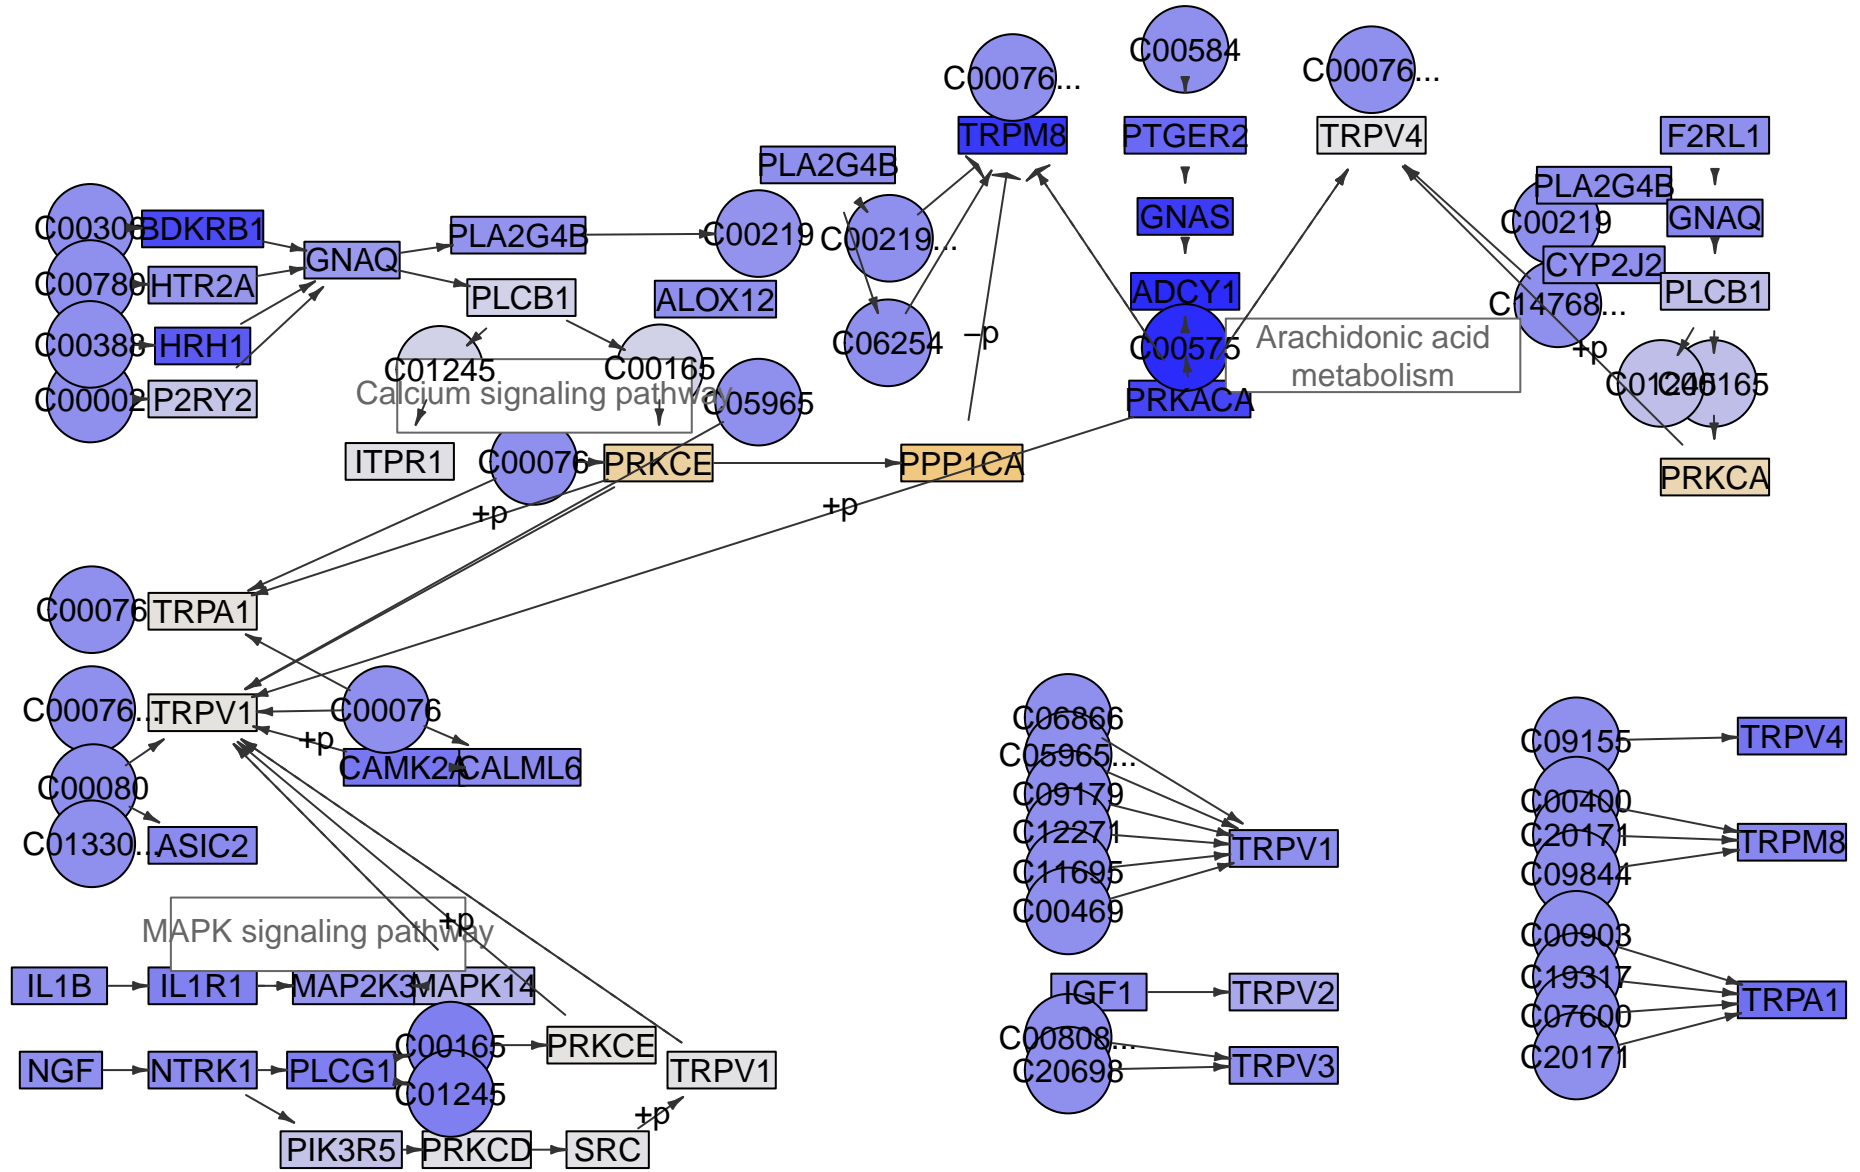 C00584
C00076...
C00076...
TRPM8
PTGER2
TRPV4
F2RL1
PLA2G4B
PLA2G4B
C00219
GNAQ
GNAS
BDKRB1
PLA2G4B
C00219
C00219...
GNAQ
CYP2J2
HTR2A
PLCB1
ALOX12
ADCY1
C14768...
PLCB1
C00780
C00388
HRH1
C06254
–p
C00575
Arachidonic acid
metabolism
+p
C01245
C00165
Calcium signaling pathway
C05965
C00002
P2RY2
PRKACA
C01245
C00165
ITPR1
C00076
PRKCE
PPP1CA
PRKCA
+p
+p
C00076
TRPA1
C00076...
TRPV1
C00076
+p
CAMK2A
CALML6
C00080
C01330...
ASIC2
C06866
C05965...
C09179
C12271
C11695
C00469
TRPV1
C09155
TRPV4
C00400
C20171
C09844
TRPM8
C00903
C19317
C07600
C20171
TRPA1
MAPK signaling pathway
+p
IL1B
IL1R1
MAP2K3
MAPK14
IGF1
TRPV2
C00808...
C20698
TRPV3
NGF
NTRK1
PLCG1
C00165
C01245
PRKCE
TRPV1
+p
PIK3R5
PRKCD
SRC